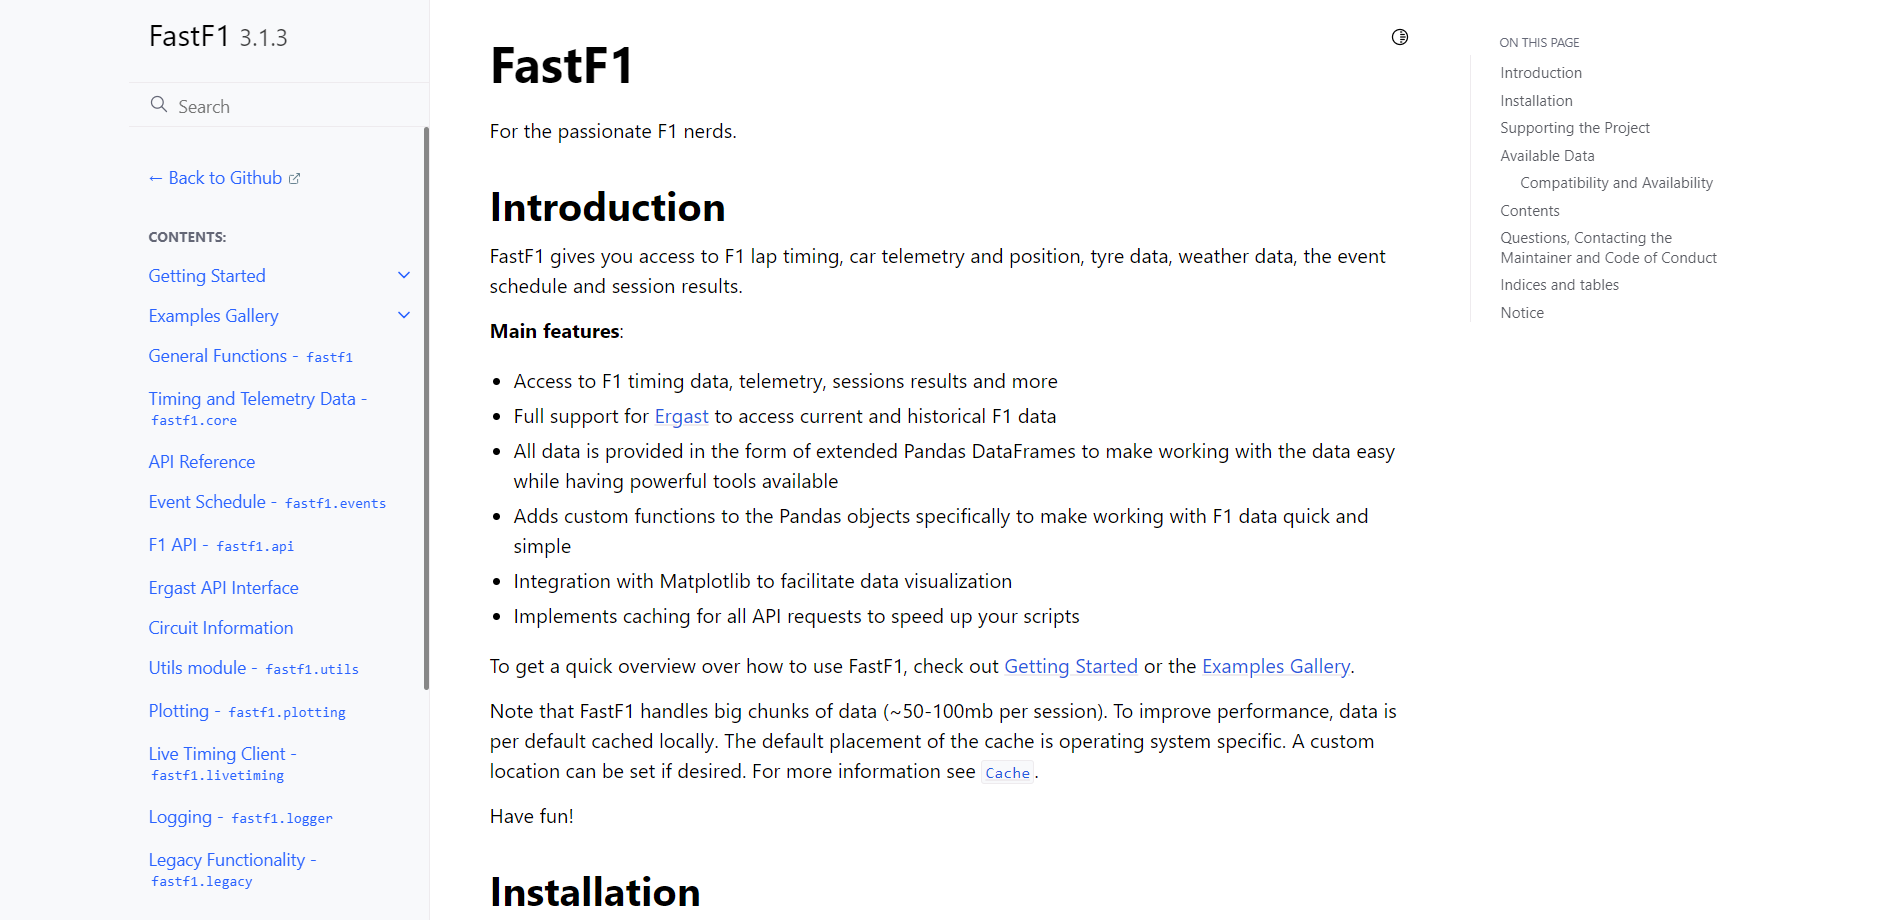 FastF1 3.1.3
Search
← Back to Github
CONTENTS:
Getting Started
Examples Gallery
General Functions - fastf1
Timing and Telemetry Data -
fastf1.core
API Reference
Event Schedule - fastf1.events
F1 API - fastf1.api
Ergast API Interface
Circuit Information
Utils module - fastf1.utils
Plotting - fastf1.plotting
Live Timing Client -
fastf1.livetiming
Logging - fastf1.logger
Legacy Functionality -
fastf1.legacy
FastF1
For the passionate F1 nerds.
Introduction
FastF1 gives you access to F1 lap timing, car telemetry and position, tyre data, weather data, the event
schedule and session results.
Main features:
• Access to F1 timing data, telemetry, sessions results and more
• Full support for Ergast to access current and historical F1 data
• All data is provided in the form of extended Pandas DataFrames to make working with the data easy
while having powerful tools available
• Adds custom functions to the Pandas objects specifically to make working with F1 data quick and
simple
• Integration with Matplotlib to facilitate data visualization
• Implements caching for all API requests to speed up your scripts
To get a quick overview over how to use FastF1, check out Getting Started or the Examples Gallery.
Note that FastF1 handles big chunks of data (~50-100mb per session). To improve performance, data is
per default cached locally. The default placement of the cache is operating system specific. A custom
location can be set if desired. For more information see Cache.
Have fun!
Installation
ON THIS PAGE
Introduction
Installation
Supporting the Project
Available Data
Compatibility and Availability
Contents
Questions, Contacting the
Maintainer and Code of Conduct
Indices and tables
Notice